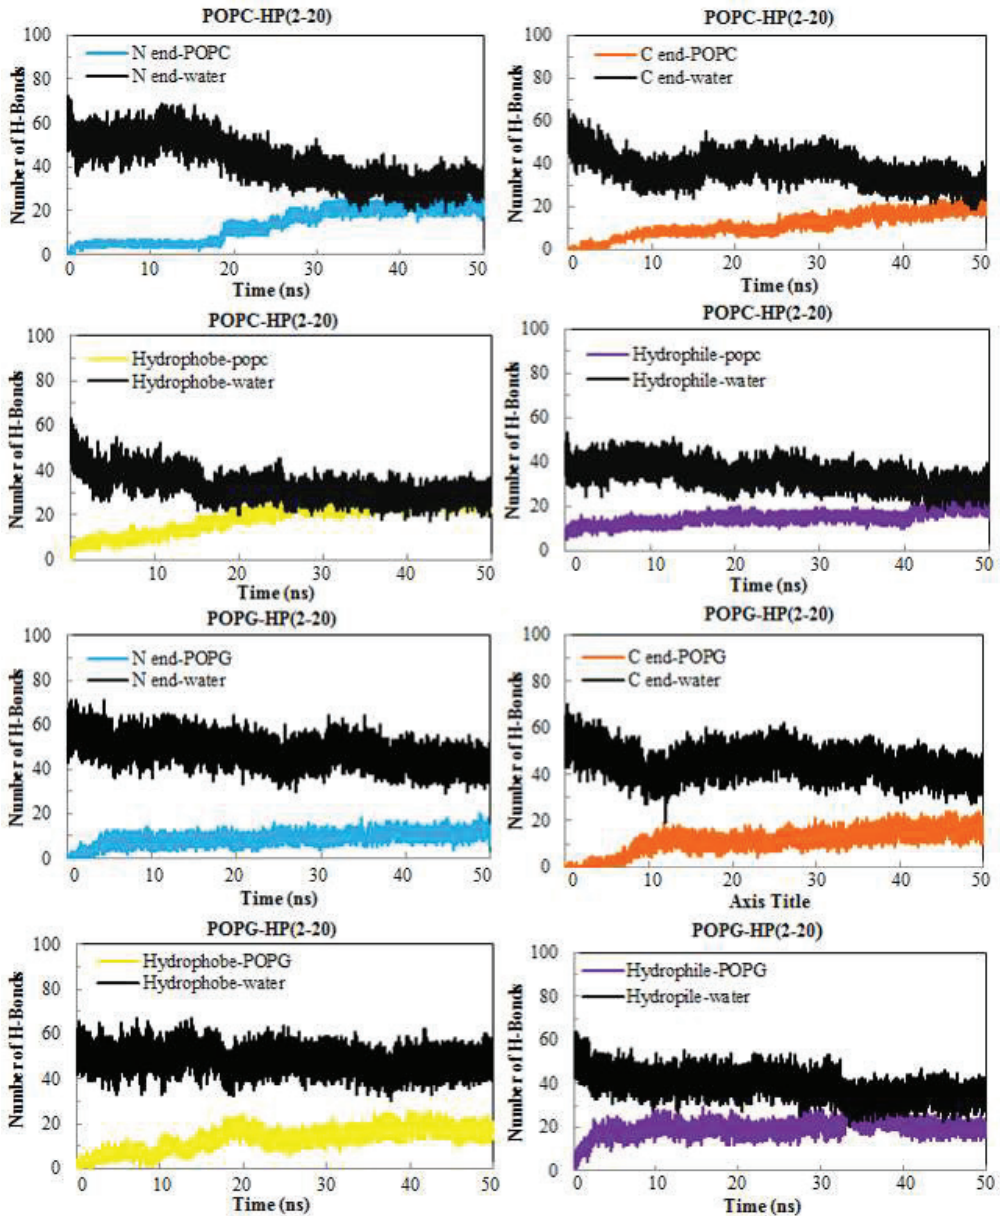 POPC-HP(2-20)
Number of H-Bonds
100
80
60
40
20
0
N end-POPC
N end-water
0 10 20 30 40 50
Time (ns)
POPC-HP(2-20)
Number of H-Bonds
100
80
60
40
20
0
C end-POPC
C end-water
0 10 20 30 40 50
Time (ns)
POPC-HP(2-20)
Number of H-Bonds
100
80
60
40
20
0
Hydrophobe-popc
Hydrophobe-water
10 20 30 40 50
Time (ns)
POPC-HP(2-20)
Number of H-Bonds
100
80
60
40
20
0
Hydrophile-popc
Hydrophile-water
0 10 20 30 40 50
Time (ns)
POPG-HP(2-20)
Number of H-Bonds
100
80
60
40
20
0
N end-POPG
N end-water
0 10 20 30 40 50
Time (ns)
POPG-HP(2-20)
Number of H-Bonds
100
80
60
40
20
0
C end-POPG
C end-water
0 10 20 30 40 50
Axis Title
POPG-HP(2-20)
Number of H-Bonds
100
80
60
40
20
0
Hydrophobe-POPG
Hydrophobe-water
0 10 20 30 40 50
Time (ns)
POPG-HP(2-20)
Number of H-Bonds
100
80
60
40
20
0
Hydrophile-POPG
Hydropile-water
0 10 20 30 40 50
Time (ns)